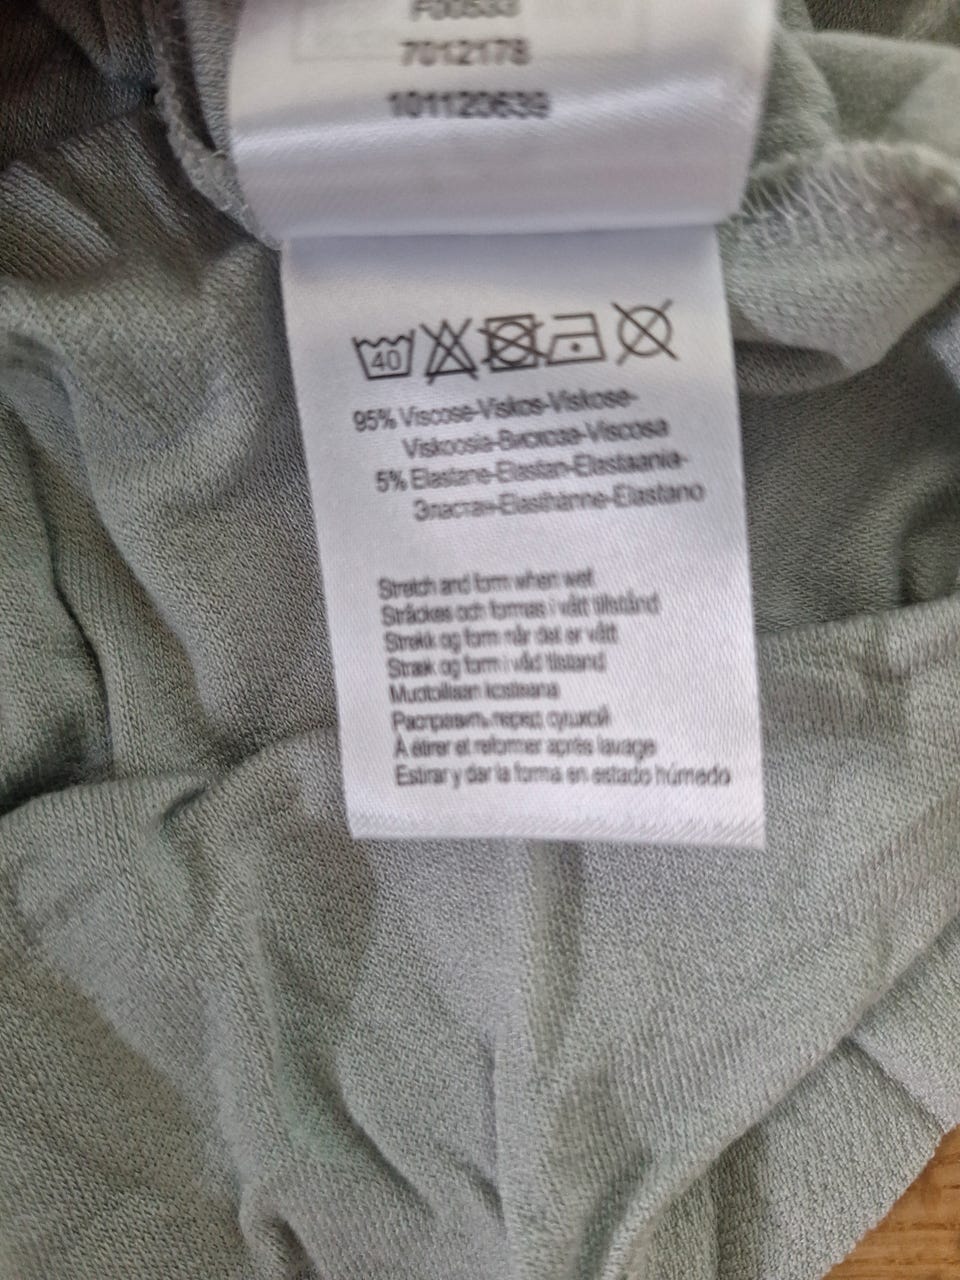 F00533
7012178
101120639
40
95% Viscose-Viskos-Viskose-
Viskoosia-Вискоза-Viscosa
5% Elastane-Elastan-Elastaania-
Эластан-Elasthanne-Elastano
Stretch and form when wet
Sträckes och formas i vått tillstånd
Strekk og form når det er vått
Stræk og form i våd tilstand
Muotoillaan kosteana
Расправить перед сушкой
À étirer et reformer après lavage
Estirar y dar la forma en estado húmedo